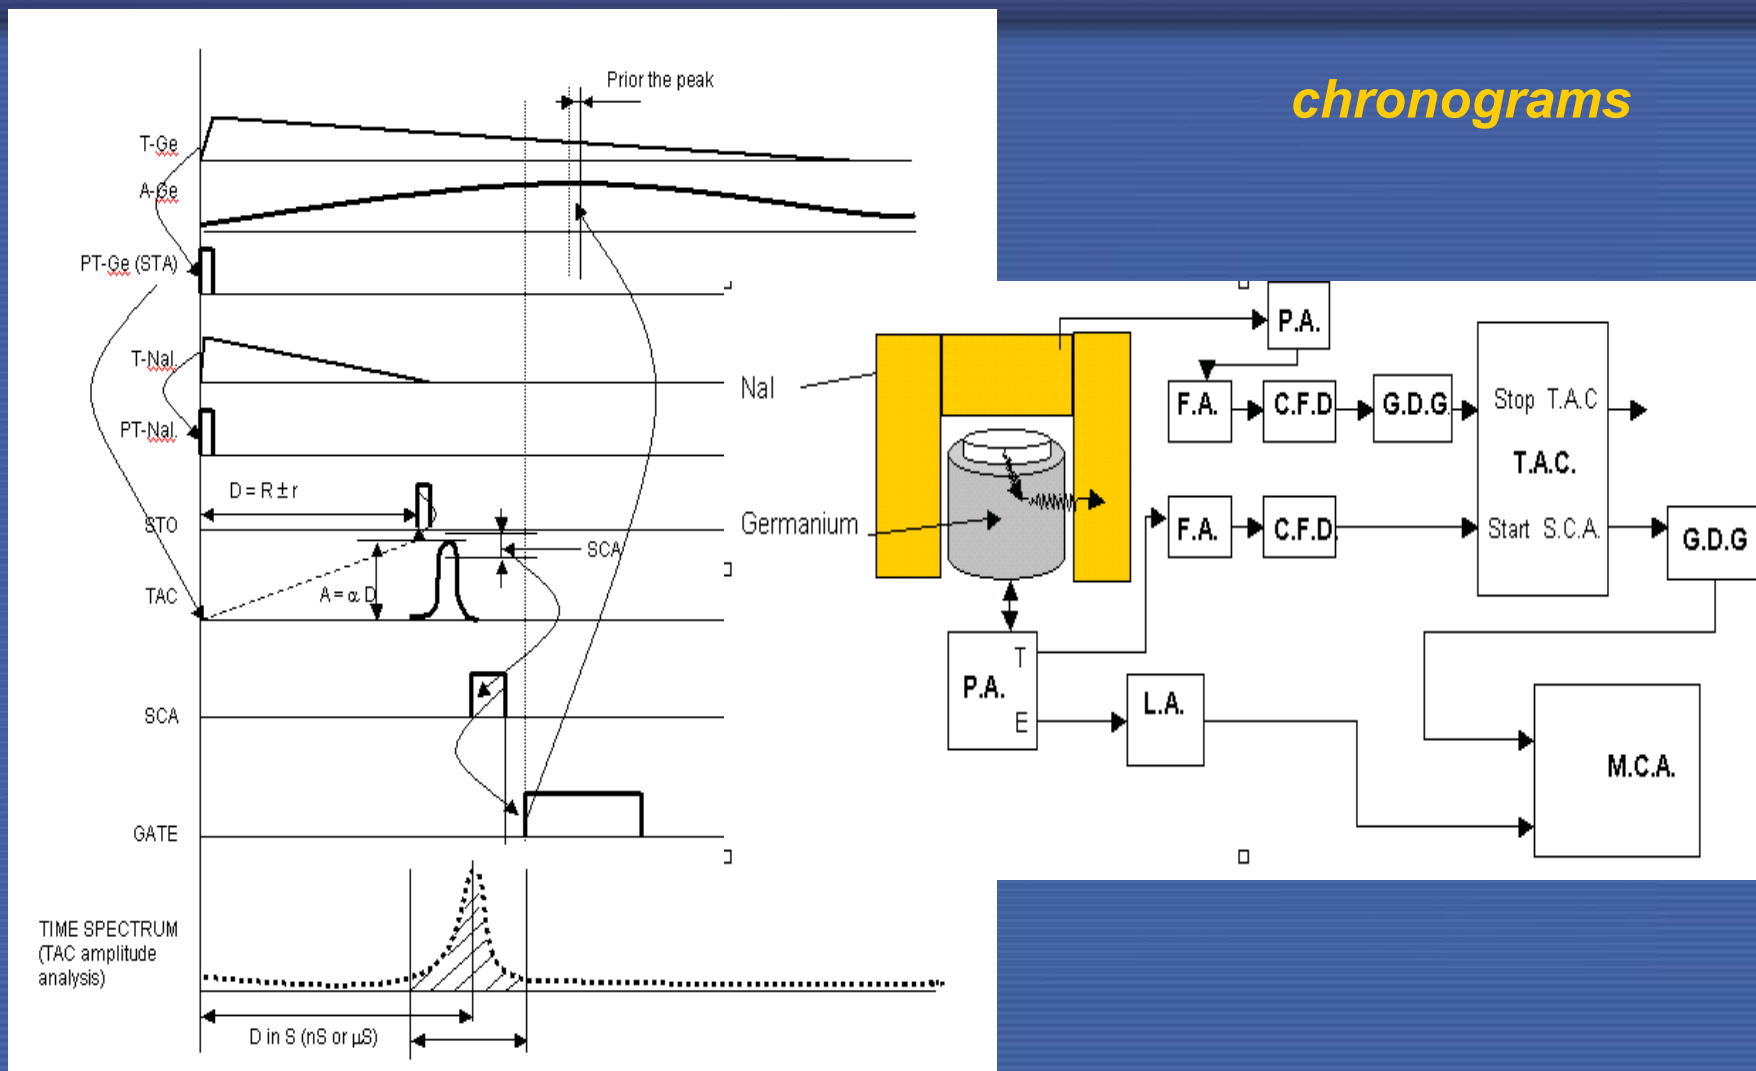 chronograms
Prior the peak
T-Ge
A-Ge
PT-Ge (STA)
T-NaI.
PT-NaI.
D = R ± r
STO
SCA
TAC
A = α D
SCA
GATE
TIME SPECTRUM
(TAC amplitude
analysis)
D in S (nS or µS)
NaI
Germanium
P.A.
F.A.
C.F.D
G.D.G.
Stop T.A.C
T.A.C.
F.A.
C.F.D.
Start S.C.A.
G.D.G
T
P.A.
E
L.A.
M.C.A.